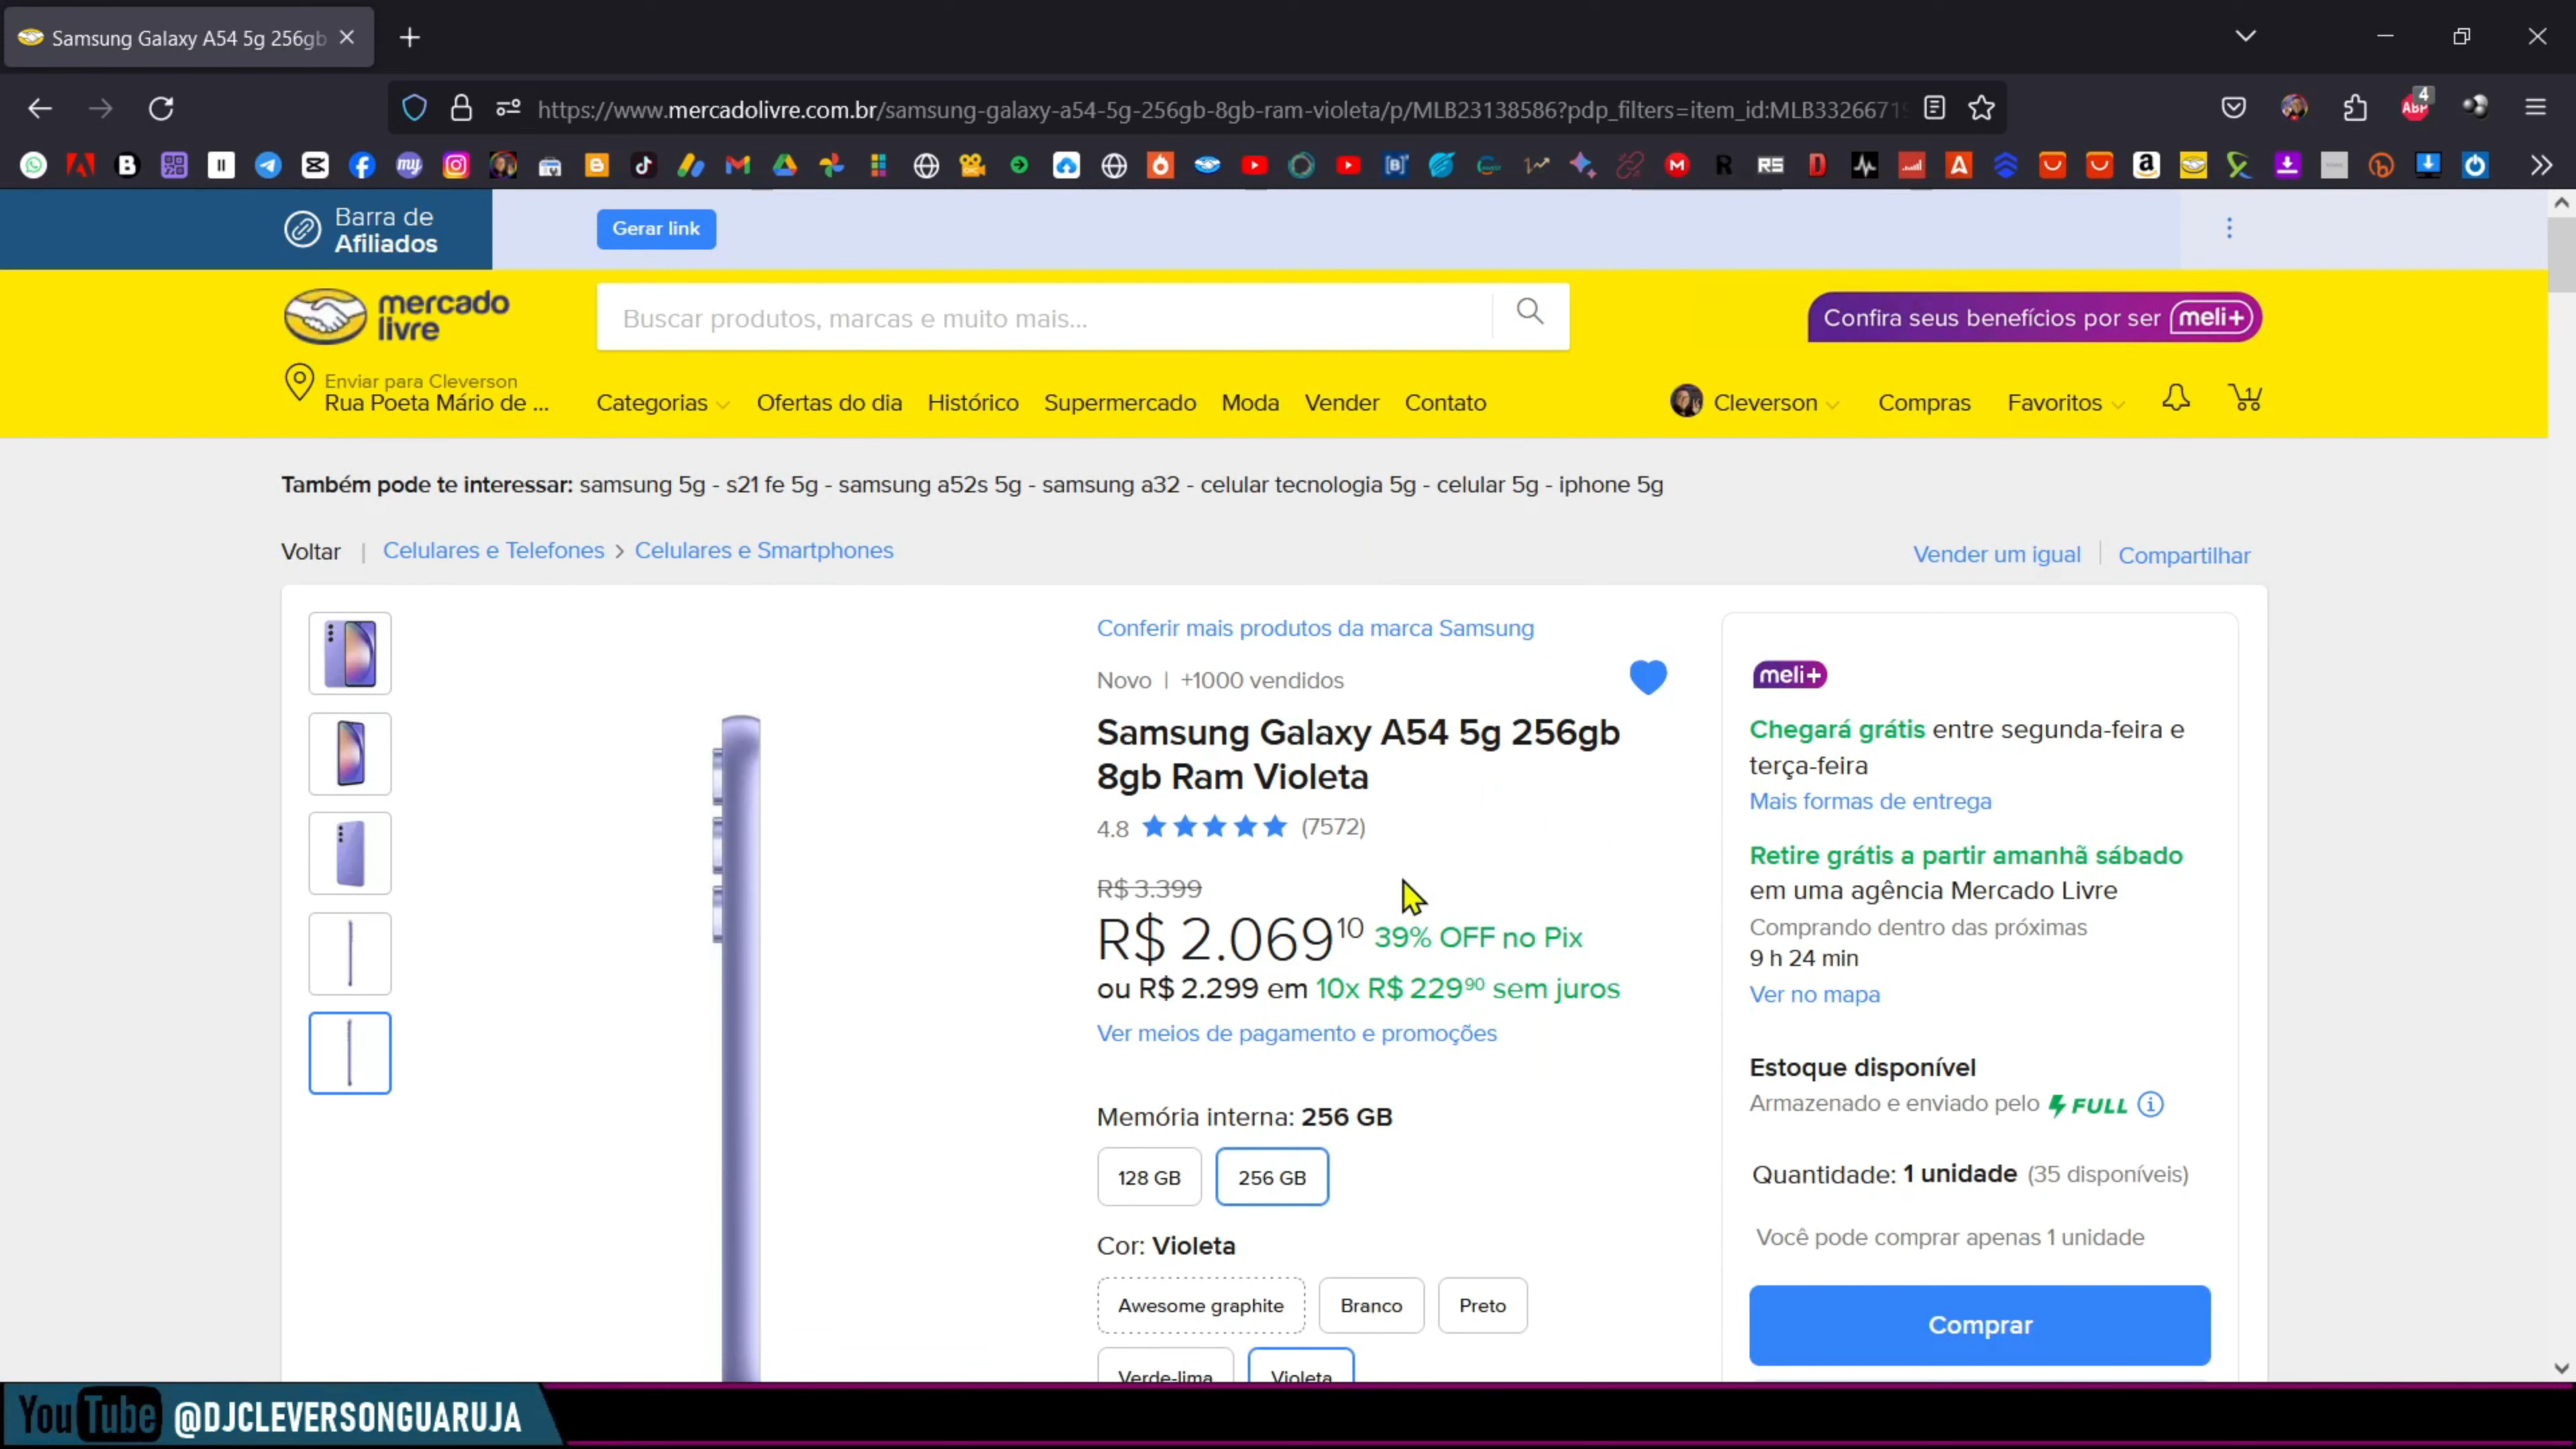 Samsung Galaxy A54 5g 256gb
https://www.mercadolivre.com.br/samsung-galaxy-a54-5g-256gb-8gb-ram-violeta/p/MLB23138586?pdp_filters=item_id:MLB33266719
Barra de
Afiliados
Gerar link
mercado
livre
Buscar produtos, marcas e muito mais...
Confira seus benefícios por ser meli+
Enviar para Cleverson
Rua Poeta Mário de ...
Categorias Ofertas do dia Histórico Supermercado Moda Vender Contato
Cleverson Compras Favoritos 1
Também pode te interessar: samsung 5g - s21 fe 5g - samsung a52s 5g - samsung a32 - celular tecnologia 5g - celular 5g - iphone 5g
Voltar | Celulares e Telefones > Celulares e Smartphones
Vender um igual | Compartilhar
Conferir mais produtos da marca Samsung
Novo | +1000 vendidos
Samsung Galaxy A54 5g 256gb
8gb Ram Violeta
4.8 (7572)
R$ 3.399
R$ 2.069 10 39% OFF no Pix
ou R$ 2.299 em 10x R$ 229 90 sem juros
Ver meios de pagamento e promoções
Memória interna: 256 GB
128 GB 256 GB
Cor: Violeta
Awesome graphite Branco Preto
Verde-lima Violeta
meli+
Chegará grátis entre segunda-feira e
terça-feira
Mais formas de entrega
Retire grátis a partir amanhã sábado
em uma agência Mercado Livre
Comprando dentro das próximas
9 h 24 min
Ver no mapa
Estoque disponível
Armazenado e enviado pelo FULL
Quantidade: 1 unidade (35 disponíveis)
Você pode comprar apenas 1 unidade
Comprar
YouTube @DJCLEVERSONGUARUJA